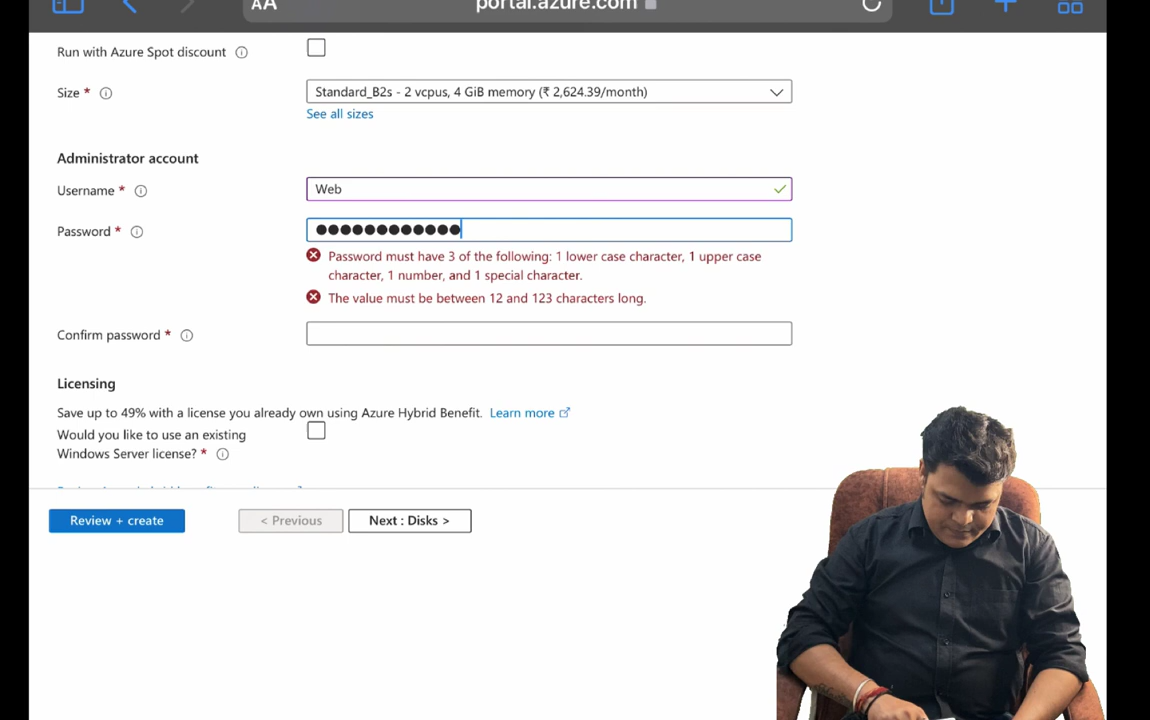 AA
portal.azure.com
Run with Azure Spot discount
Size *
Standard_B2s - 2 vcpus, 4 GiB memory (₹ 2,624.39/month)
See all sizes
Administrator account
Username *
Web
Password *
●●●●●●●●●●●●
Password must have 3 of the following: 1 lower case character, 1 upper case
character, 1 number, and 1 special character.
The value must be between 12 and 123 characters long.
Confirm password *
Licensing
Save up to 49% with a license you already own using Azure Hybrid Benefit. Learn more
Would you like to use an existing
Windows Server license? *
Review + create
< Previous
Next : Disks >